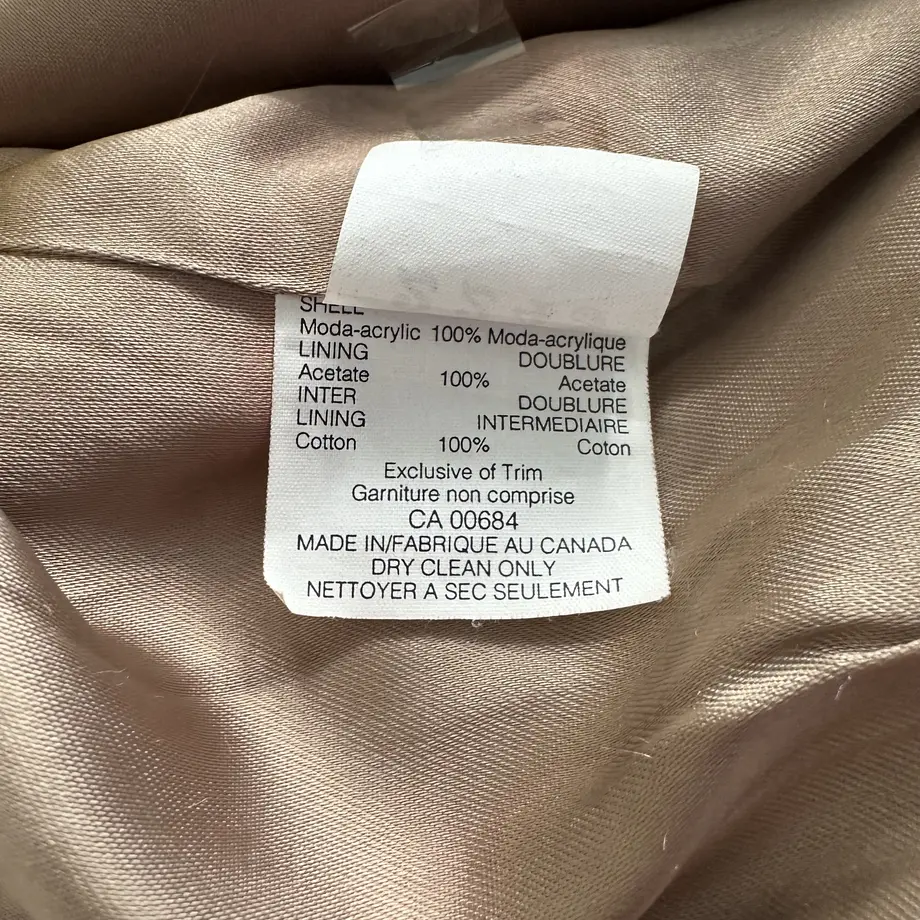 SHELL
Moda-acrylic 100% Moda-acrylique
LINING DOUBLURE
Acetate 100% Acetate
INTER DOUBLURE
LINING INTERMEDIAIRE
Cotton 100% Coton
Exclusive of Trim
Garniture non comprise
CA 00684
MADE IN/FABRIQUE AU CANADA
DRY CLEAN ONLY
NETTOYER A SEC SEULEMENT